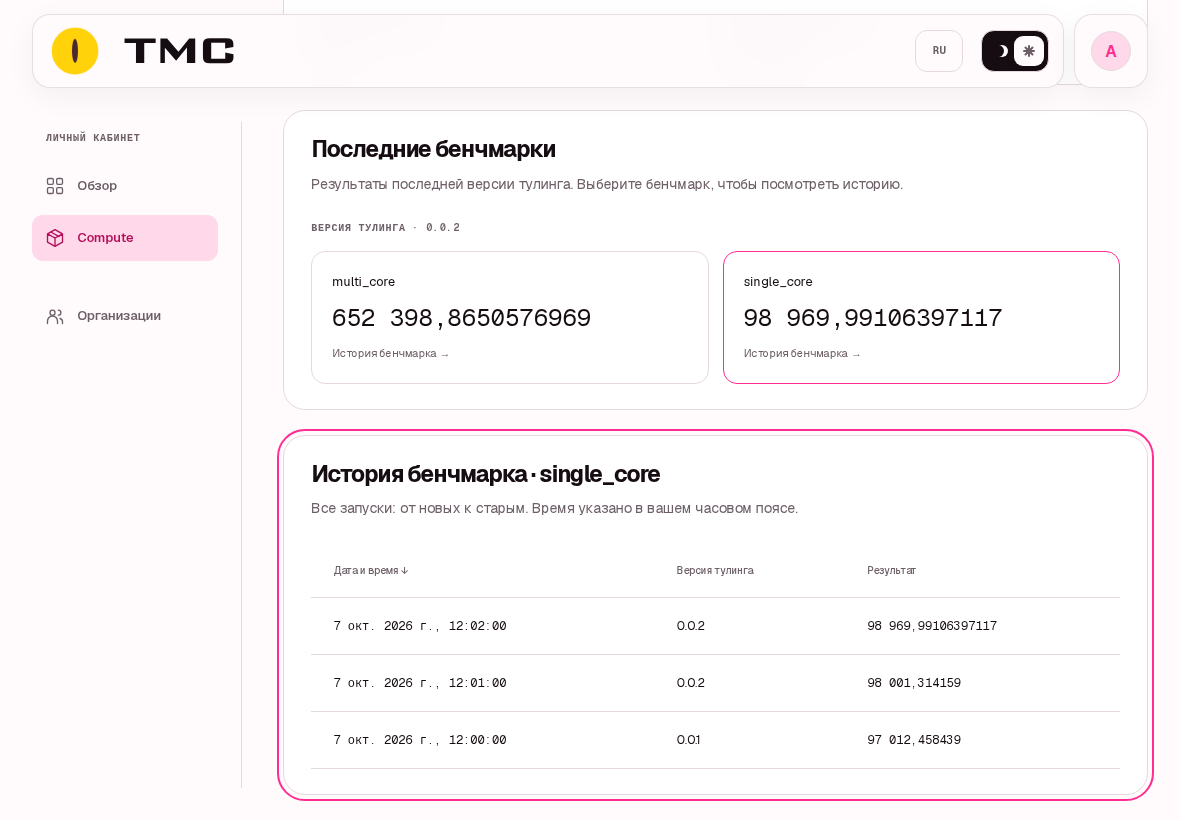 TMC
RU
A
ЛИЧНЫЙ КАБИНЕТ
Обзор
Compute
Организации
Последние бенчмарки
Результаты последней версии тулинга. Выберите бенчмарк, чтобы посмотреть историю.
ВЕРСИЯ ТУЛИНГА · 0.0.2
multi_core
652 398,8650576969
История бенчмарка →
single_core
98 969,99106397117
История бенчмарка →
История бенчмарка · single_core
Все запуски: от новых к старым. Время указано в вашем часовом поясе.
Дата и время ↓ Версия тулинга Результат
7 окт. 2026 г., 12:02:00 0.0.2 98 969,99106397117
7 окт. 2026 г., 12:01:00 0.0.2 98 001,314159
7 окт. 2026 г., 12:00:00 0.0.1 97 012,458439